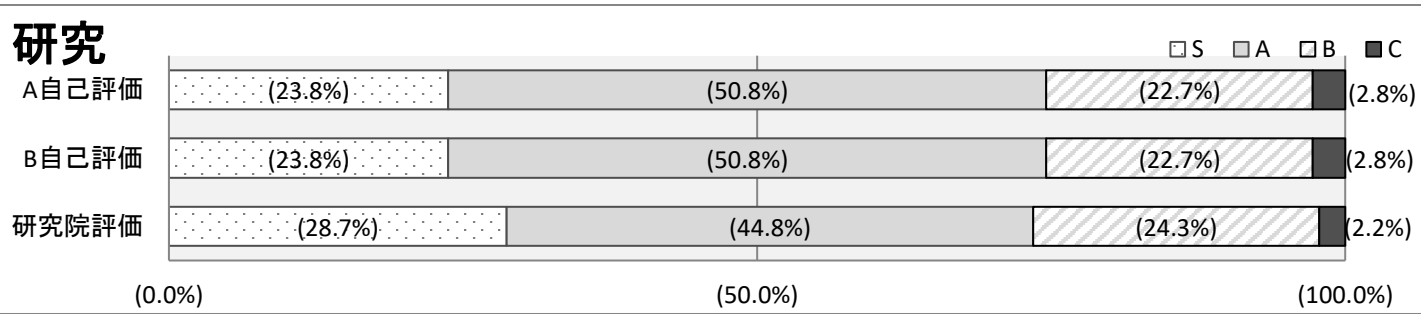 研究
S A B C
A自己評価 (23.8%) (50.8%) (22.7%) (2.8%)
B自己評価 (23.8%) (50.8%) (22.7%) (2.8%)
研究院評価 (28.7%) (44.8%) (24.3%) (2.2%)
(0.0%) (50.0%) (100.0%)